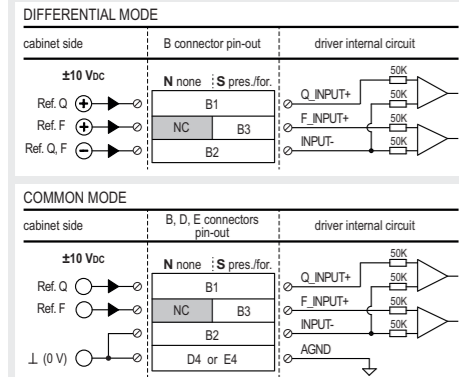 DIFFERENTIAL MODE
cabinet side B connector pin-out driver internal circuit
±10 VDC N none S pres./for. 50K
Ref. Q + B1 Q_INPUT+ 50K
Ref. F + NC B3 F_INPUT+ 50K
Ref. Q, F − B2 INPUT- 50K
COMMON MODE
cabinet side B, D, E connectors pin-out driver internal circuit
±10 VDC N none S pres./for. 50K
Ref. Q B1 Q_INPUT+ 50K
Ref. F NC B3 F_INPUT+ 50K
B2 INPUT- 50K
⊥ (0 V) D4 or E4 AGND